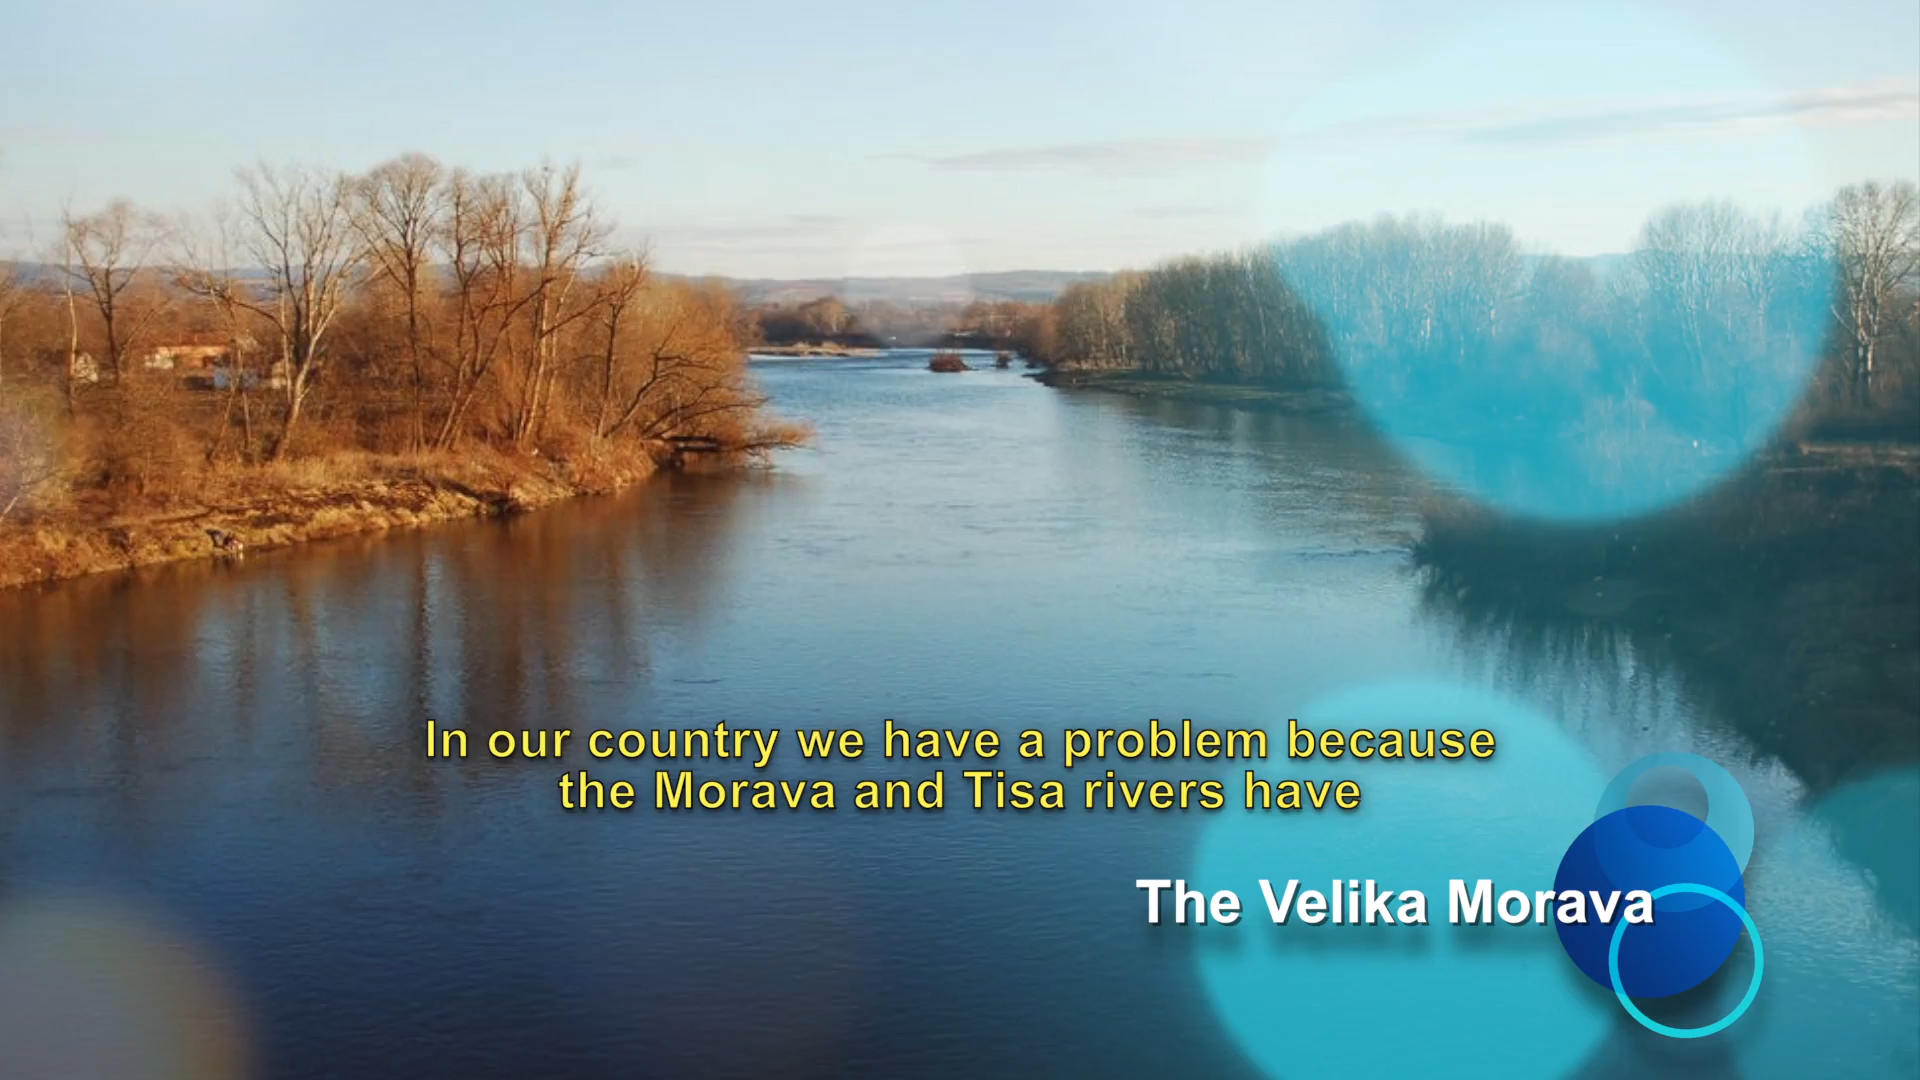 In our country we have a problem because
the Morava and Tisa rivers have
The Velika Morava